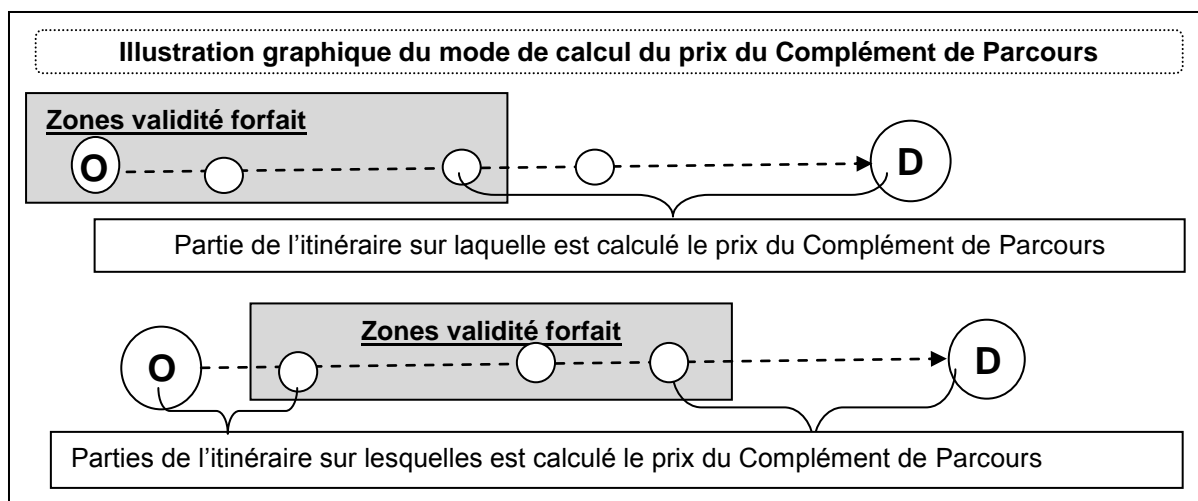 Illustration graphique du mode de calcul du prix du Complément de Parcours
Zones validité forfait
O
D
Partie de l’itinéraire sur laquelle est calculé le prix du Complément de Parcours
Zones validité forfait
O
D
Parties de l’itinéraire sur lesquelles est calculé le prix du Complément de Parcours